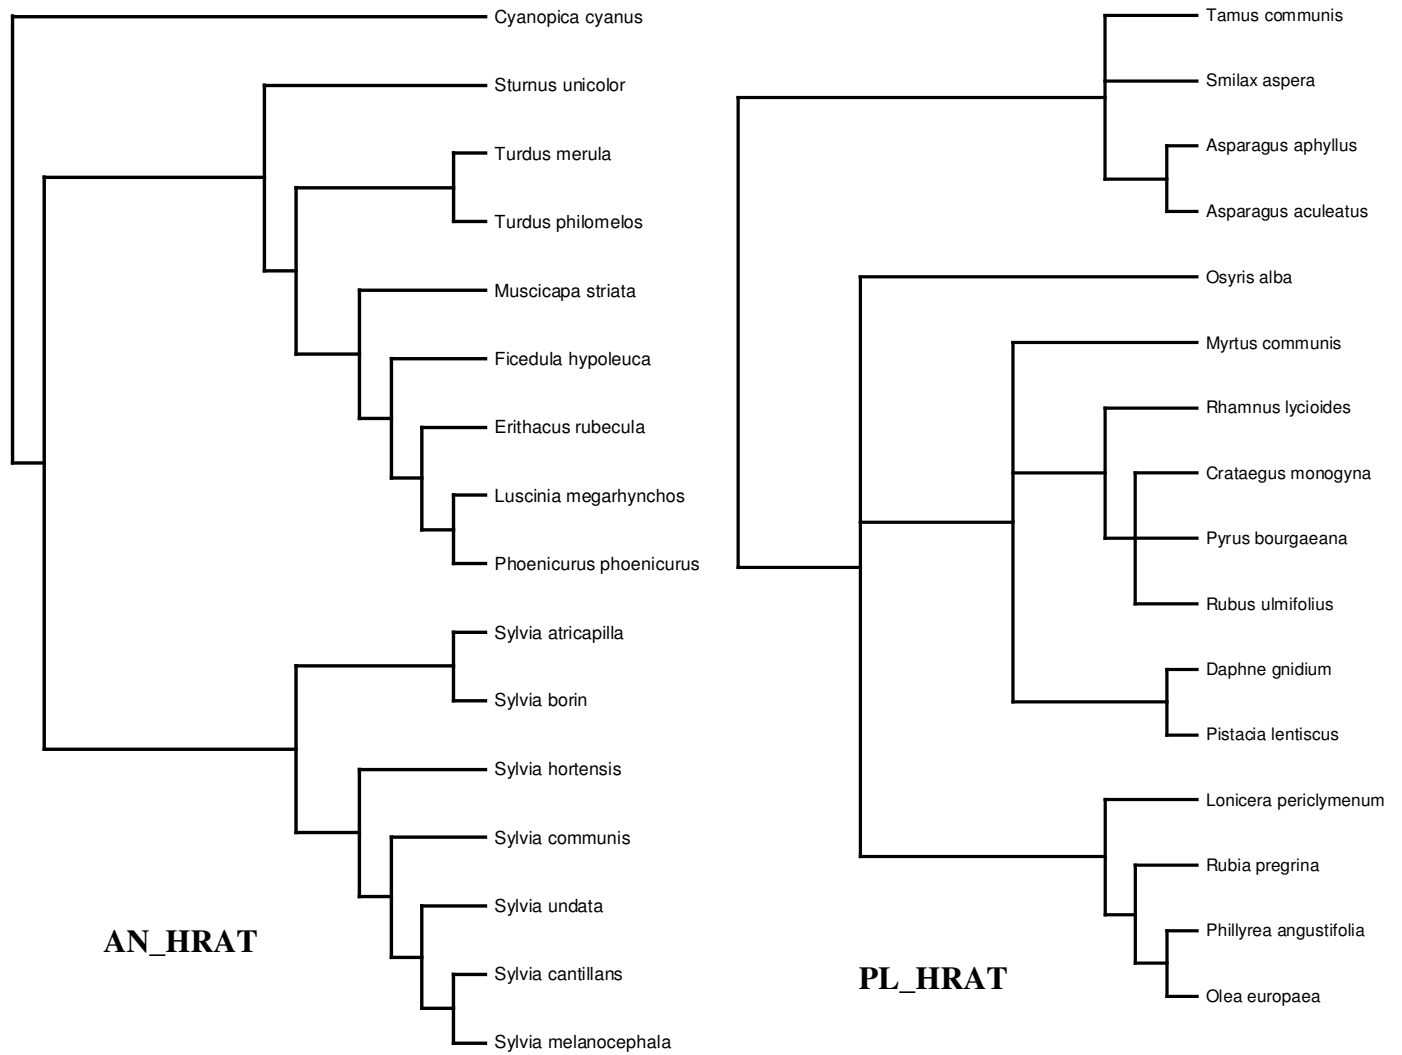 Cyanopica cyanus
Sturnus unicolor
Turdus merula
Turdus philomelos
Muscicapa striata
Ficedula hypoleuca
Erithacus rubecula
Luscinia megarhynchos
Phoenicurus phoenicurus
Sylvia atricapilla
Sylvia borin
Sylvia hortensis
Sylvia communis
Sylvia undata
Sylvia cantillans
Sylvia melanocephala
AN_HRAT
Tamus communis
Smilax aspera
Asparagus aphyllus
Asparagus aculeatus
Osyris alba
Myrtus communis
Rhamnus lycioides
Crataegus monogyna
Pyrus bourgaeana
Rubus ulmifolius
Daphne gnidium
Pistacia lentiscus
Lonicera periclymenum
Rubia pregrina
Phillyrea angustifolia
Olea europaea
PL_HRAT